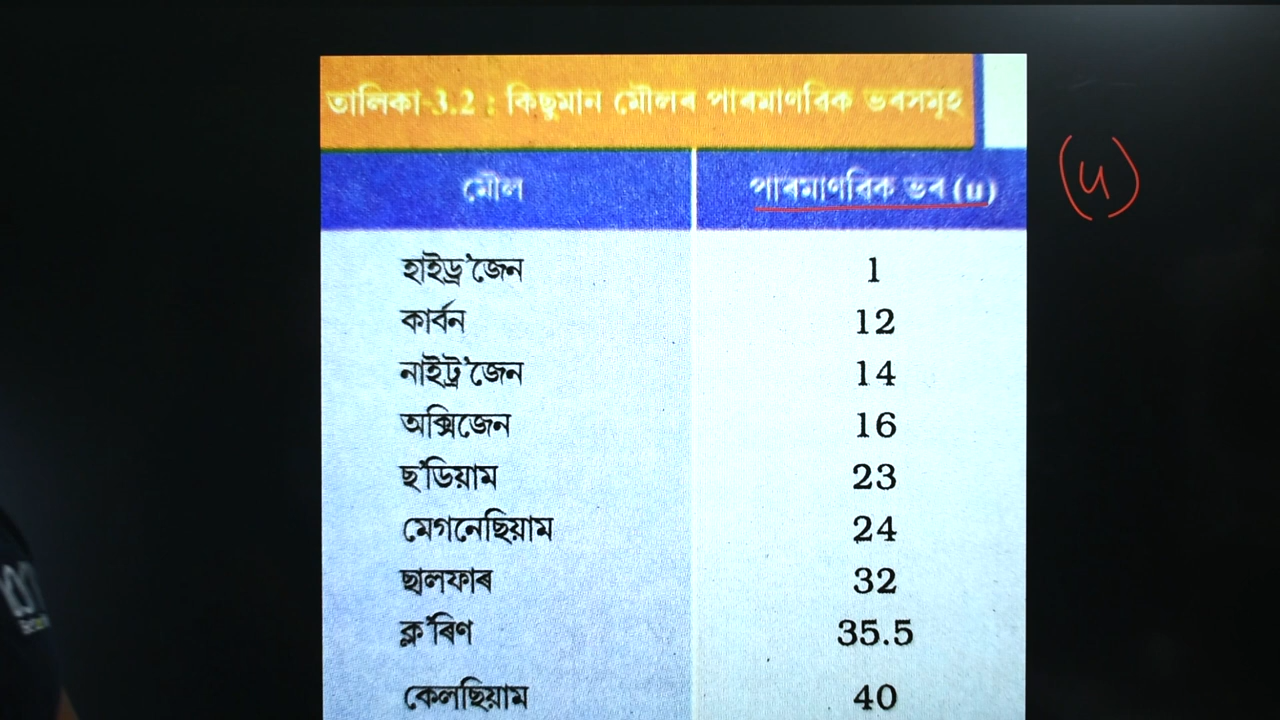 তালিকা-3.2 : কিছুমান মৌলৰ পাৰমাণৱিক ভৰসমূহ
মৌল পাৰমাণৱিক ভৰ (u) (u)
হাইড্ৰ'জেন 1
কাৰ্বন 12
নাইট্ৰ'জেন 14
অক্সিজেন 16
ছ'ডিয়াম 23
মেগনেছিয়াম 24
ছালফাৰ 32
ক্ল'ৰিণ 35.5
কেলছিয়াম 40